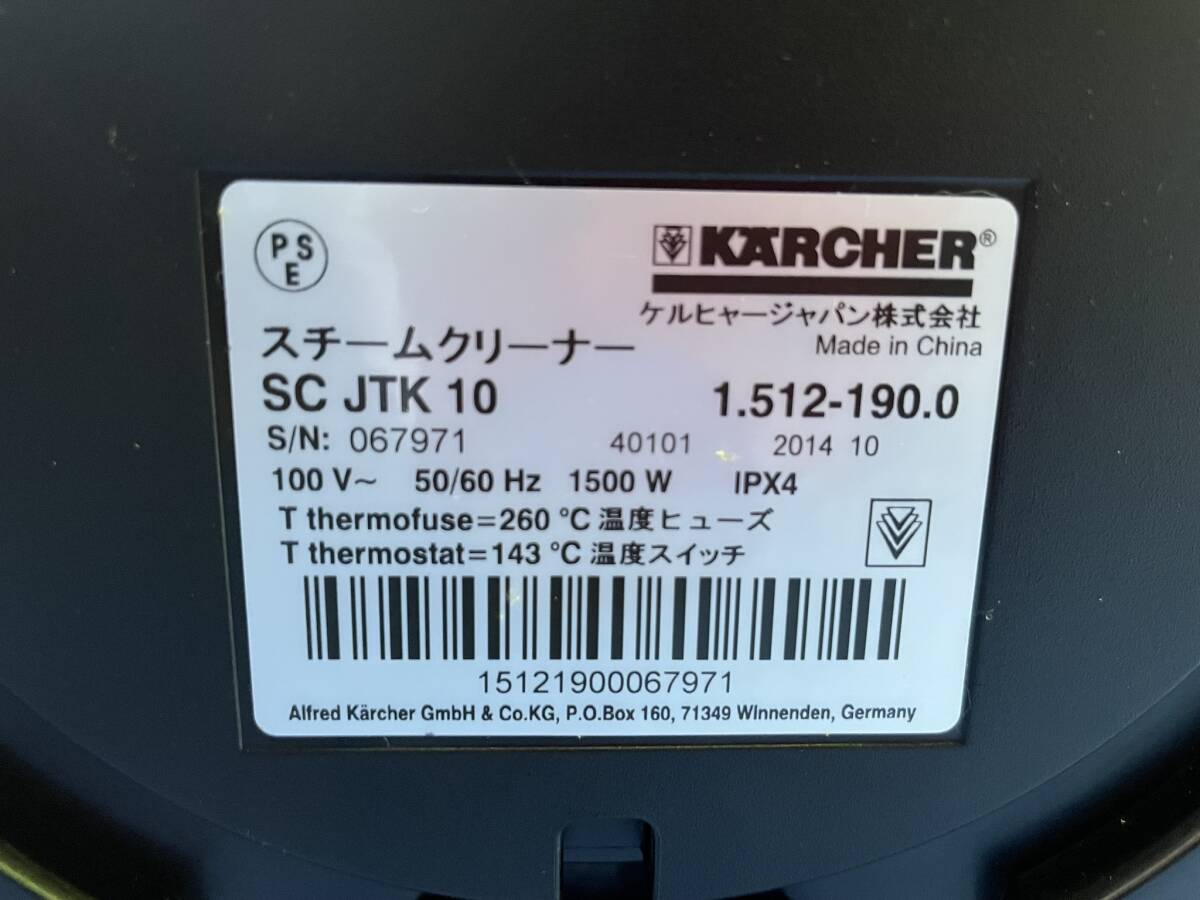 PSE
KÄRCHER®
ケルヒャージャパン株式会社
Made in China
スチームクリーナー
SC JTK 10 1.512-190.0
S/N: 067971 40101 2014 10
100 V~ 50/60 Hz 1500 W IPX4
T thermofuse=260 °C 温度ヒューズ
T thermostat=143 °C 温度スイッチ
15121900067971
Alfred Kärcher GmbH & Co.KG, P.O.Box 160, 71349 WInnenden, Germany